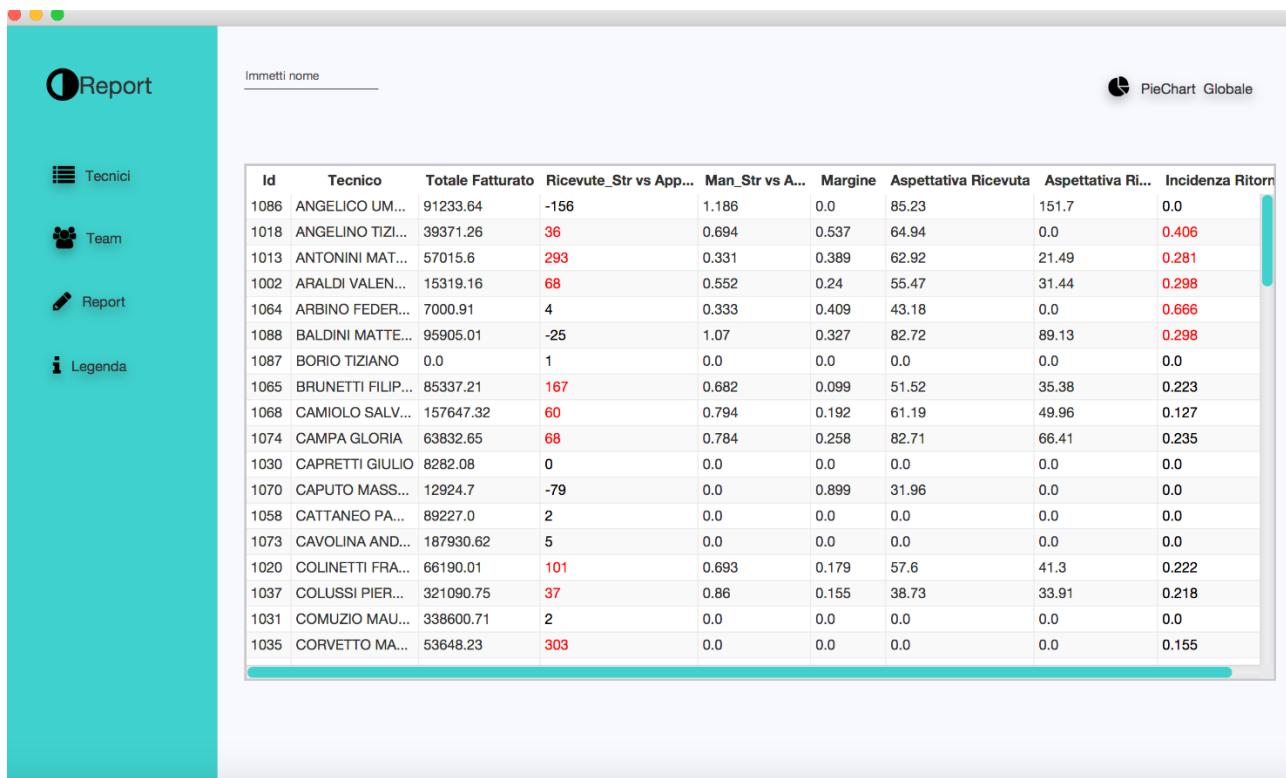 Report
Immetti nome
PieChart Globale
Tecnici
Team
Report
Legenda
Id Tecnico Totale Fatturato Ricevute_Str vs App... Man_Str vs A... Margine Aspettativa Ricevuta Aspettativa Ri... Incidenza Ritorn
1086 ANGELICO UM... 91233.64 -156 1.186 0.0 85.23 151.7 0.0
1018 ANGELINO TIZI... 39371.26 36 0.694 0.537 64.94 0.0 0.406
1013 ANTONINI MAT... 57015.6 293 0.331 0.389 62.92 21.49 0.281
1002 ARALDI VALEN... 15319.16 68 0.552 0.24 55.47 31.44 0.298
1064 ARBINO FEDER... 7000.91 4 0.333 0.409 43.18 0.0 0.666
1088 BALDINI MATTE... 95905.01 -25 1.07 0.327 82.72 89.13 0.298
1087 BORIO TIZIANO 0.0 1 0.0 0.0 0.0 0.0 0.0
1065 BRUNETTI FILIP... 85337.21 167 0.682 0.099 51.52 35.38 0.223
1068 CAMIOLO SALV... 157647.32 60 0.794 0.192 61.19 49.96 0.127
1074 CAMPA GLORIA 63832.65 68 0.784 0.258 82.71 66.41 0.235
1030 CAPRETTI GIULIO 8282.08 0 0.0 0.0 0.0 0.0 0.0
1070 CAPUTO MASS... 12924.7 -79 0.0 0.899 31.96 0.0 0.0
1058 CATTANEO PA... 89227.0 2 0.0 0.0 0.0 0.0 0.0
1073 CAVOLINA AND... 187930.62 5 0.0 0.0 0.0 0.0 0.0
1020 COLINETTI FRA... 66190.01 101 0.693 0.179 57.6 41.3 0.222
1037 COLUSSI PIER... 321090.75 37 0.86 0.155 38.73 33.91 0.218
1031 COMUZIO MAU... 338600.71 2 0.0 0.0 0.0 0.0 0.0
1035 CORVETTO MA... 53648.23 303 0.0 0.0 0.0 0.0 0.155